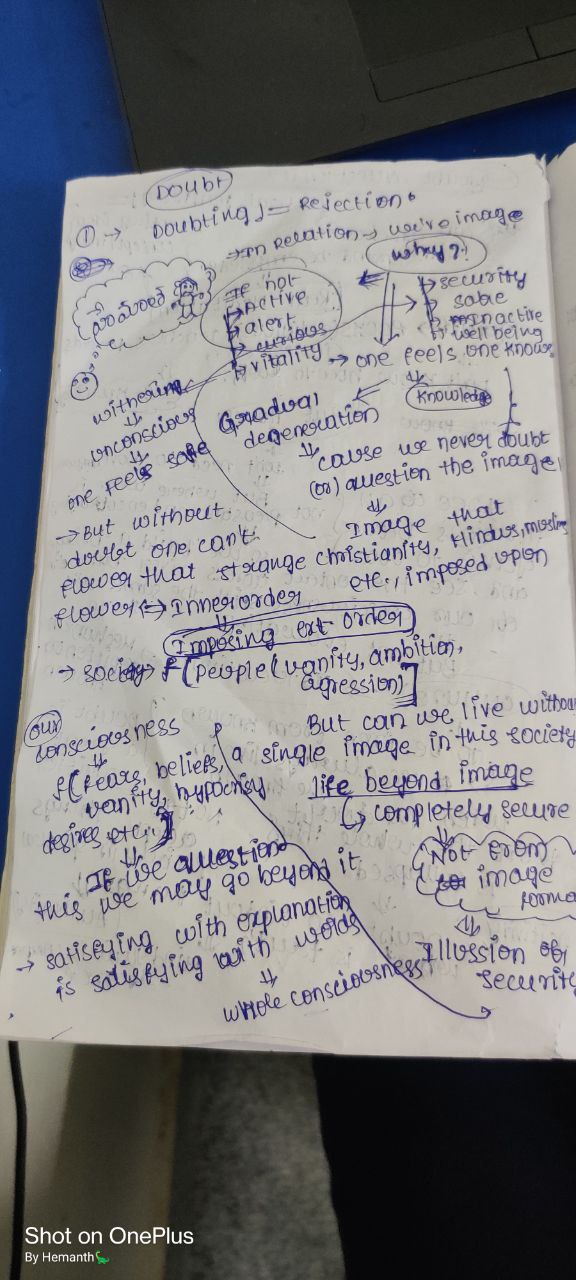 Doubt
① → Doubting != Rejection.
→ In Relation → we've image
Why?
→ security
→ safe
→ inactive
→ well being
If not
→ Active
→ alert
→ curious
→ vitality
→ one feels one knows
Knowledge
withering
⇓
unconscious
⇓
one feels safe
Gradual
degeneration
⇓
cause we never doubt
(or) question the image
⇓
Image that
Christianity, Hindus,
etc., imposed upon
→ But without
doubt one can't
flower that strange
flower → Inner order
⇓
Imposing ext order
→ society → f [people (vanity, ambition,
agression)]
our
consciousness
⇓
f(fears, beliefs,
vanity, hypocrisy
desires etc..]
⇓
If we question
this we may go beyond it
→ satisfying with explanation
is satisfying with words
⇓
whole consciousness
But can we live without
a single image in this society
life beyond image
↳ completely secure
⇓
Not from
image
forma
⇕
Illussion of
security
Shot on OnePlus
By Hemanth🦕